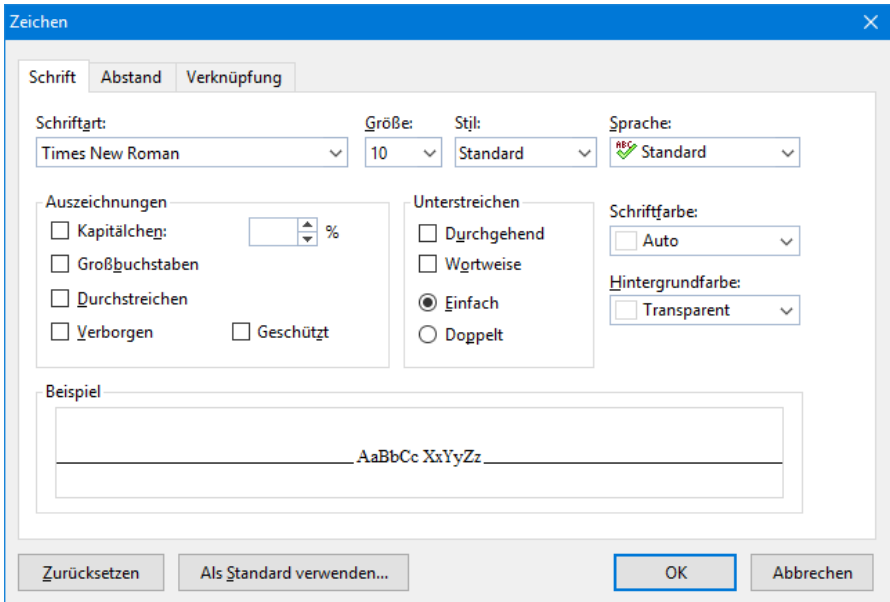 Zeichen
Schrift Abstand Verknüpfung
Schriftart: Größe: Stil: Sprache:
Times New Roman 10 Standard ABC Standard
Auszeichnungen Unterstreichen
Schriftfarbe:
Kapitälchen: % Durchgehend
Auto
Großbuchstaben Wortweise
Hintergrundfarbe:
Durchstreichen Einfach
Transparent
Verborgen Geschützt Doppelt
Beispiel
AaBbCc XxYyZz
Zurücksetzen Als Standard verwenden... OK Abbrechen